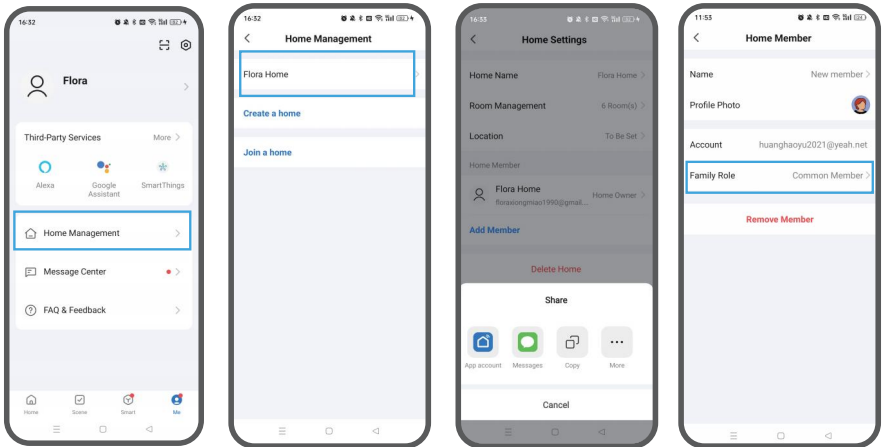 16:32
Flora
Third-Party Services More
Alexa
Google Assistant
SmartThings
Home Management
Message Center
FAQ & Feedback
Home Scene Smart Me
16:32
Home Management
Flora Home
Create a home
Join a home
16:33
Home Settings
Home Name Flora Home
Room Management 6 Room(s)
Location To Be Set
Home Member
Flora Home
floraxiongmiao1990@gmail... Home Owner
Add Member
Delete Home
Share
App account Messages Copy More
Cancel
11:53
Home Member
Name New member
Profile Photo
Account huanghaoyu2021@yeah.net
Family Role Common Member
Remove Member